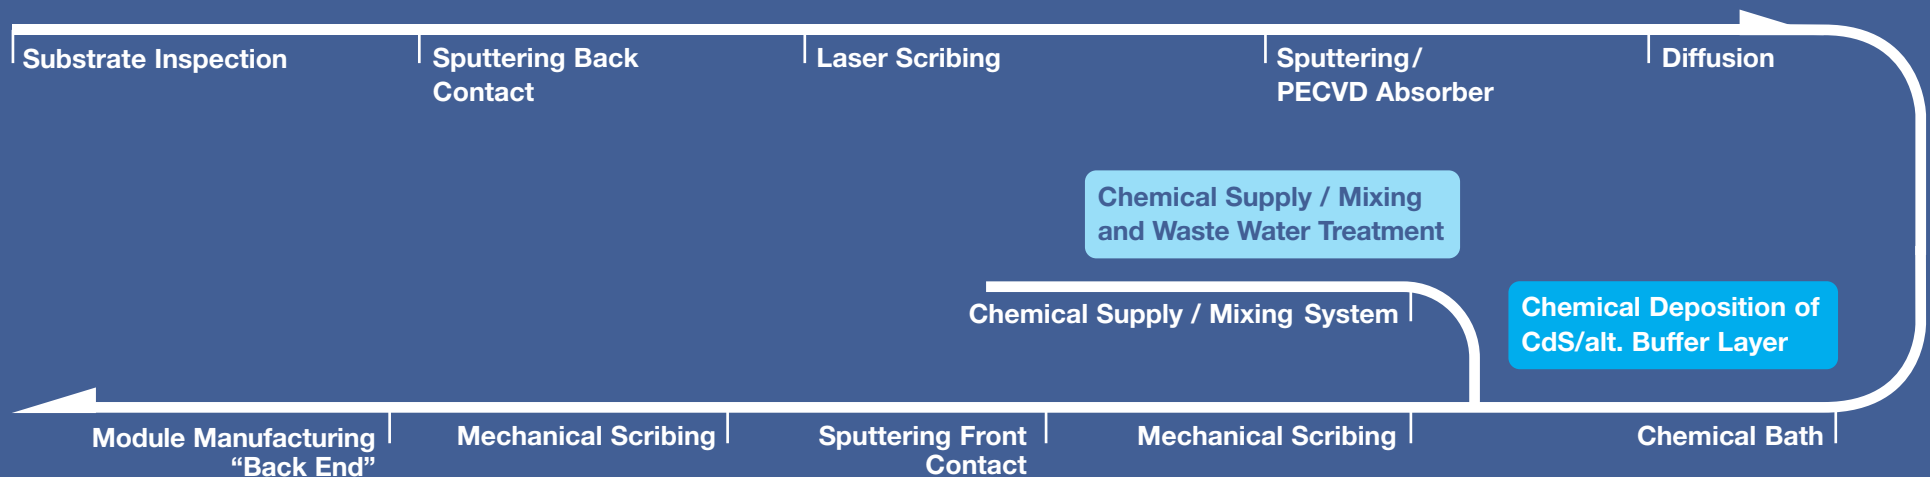 Substrate Inspection
Sputtering Back
Contact
Laser Scribing
Sputtering/
PECVD Absorber
Diffusion
Chemical Supply / Mixing
and Waste Water Treatment
Chemical Supply / Mixing System
Chemical Deposition of
CdS/alt. Buffer Layer
Module Manufacturing
“Back End”
Mechanical Scribing
Sputtering Front
Contact
Mechanical Scribing
Chemical Bath